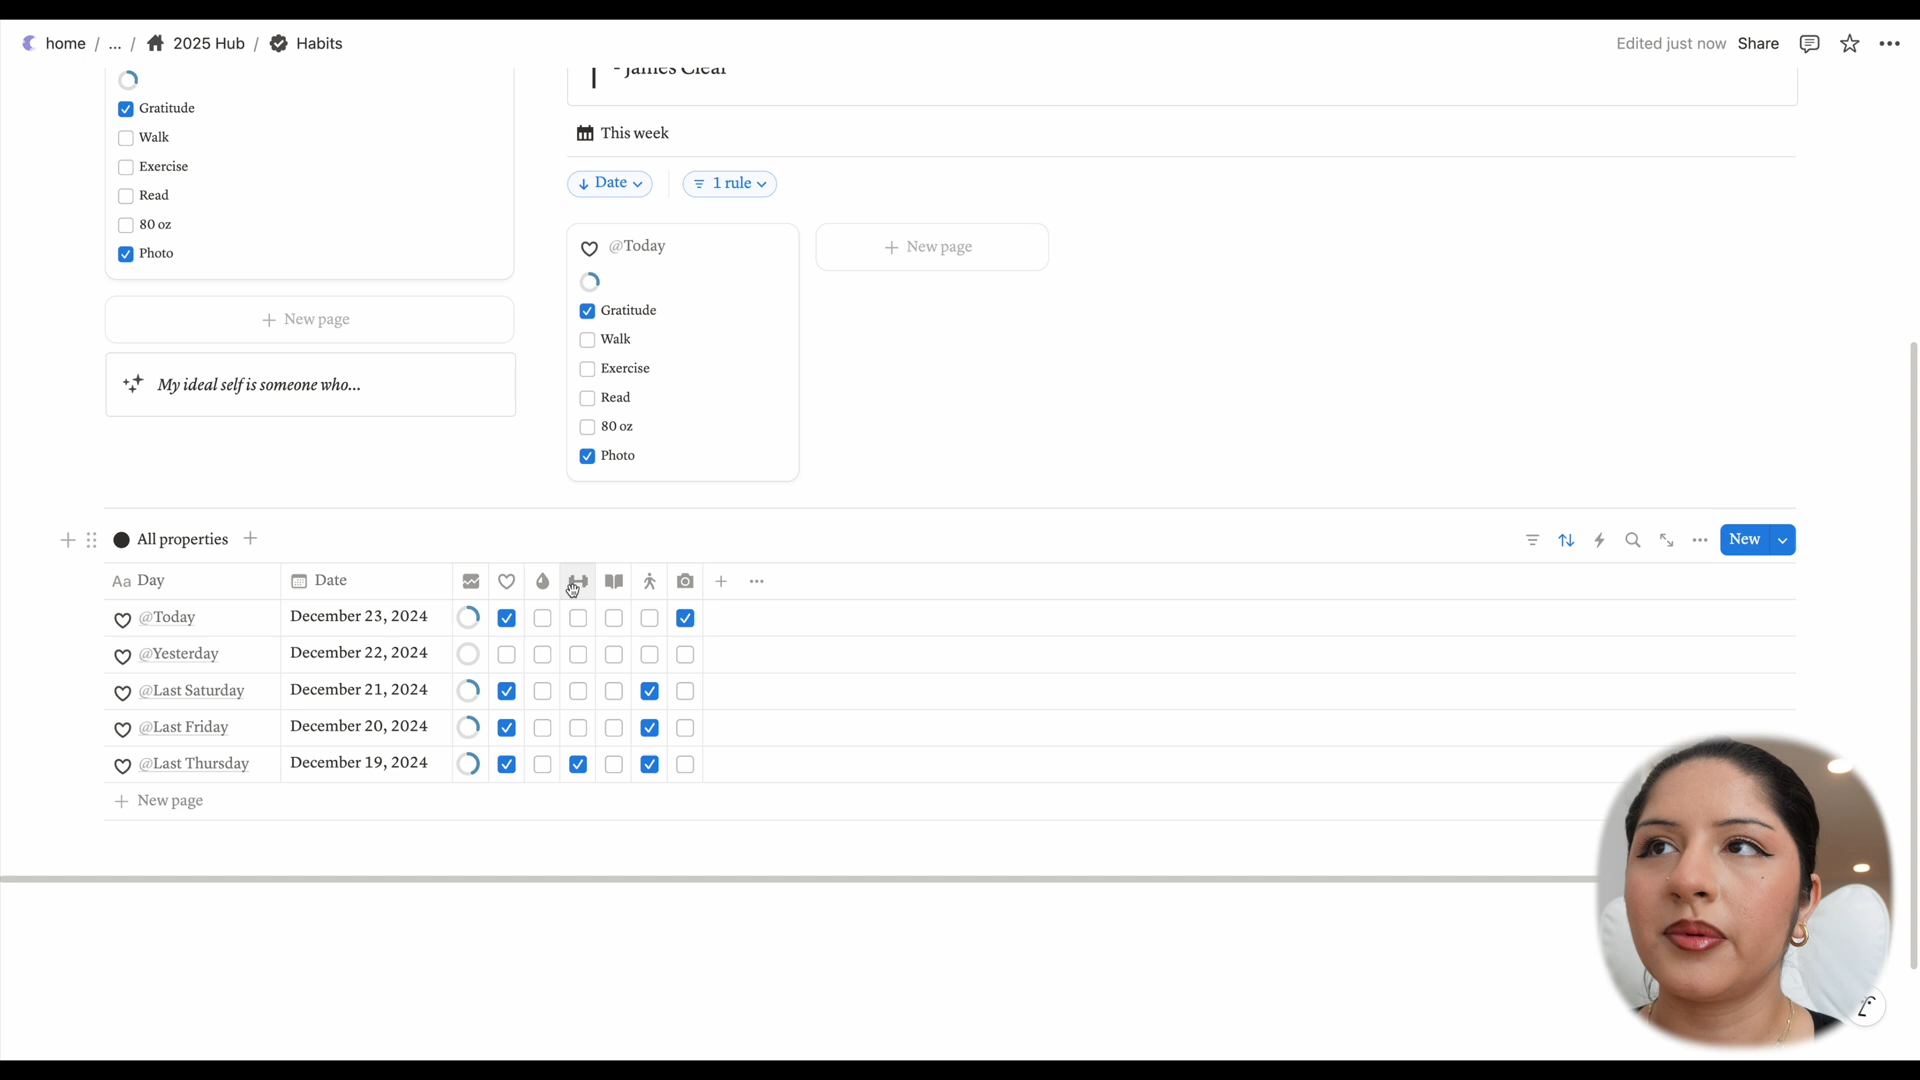 home / ... / 2025 Hub / Habits
Edited just now Share
- James Clear
Gratitude
Walk
Exercise
Read
80 oz
Photo
+ New page
My ideal self is someone who...
This week
Date
1 rule
@Today
Gratitude
Walk
Exercise
Read
80 oz
Photo
+ New page
All properties
New
Aa Day Date
@Today December 23, 2024
@Yesterday December 22, 2024
@Last Saturday December 21, 2024
@Last Friday December 20, 2024
@Last Thursday December 19, 2024
+ New page